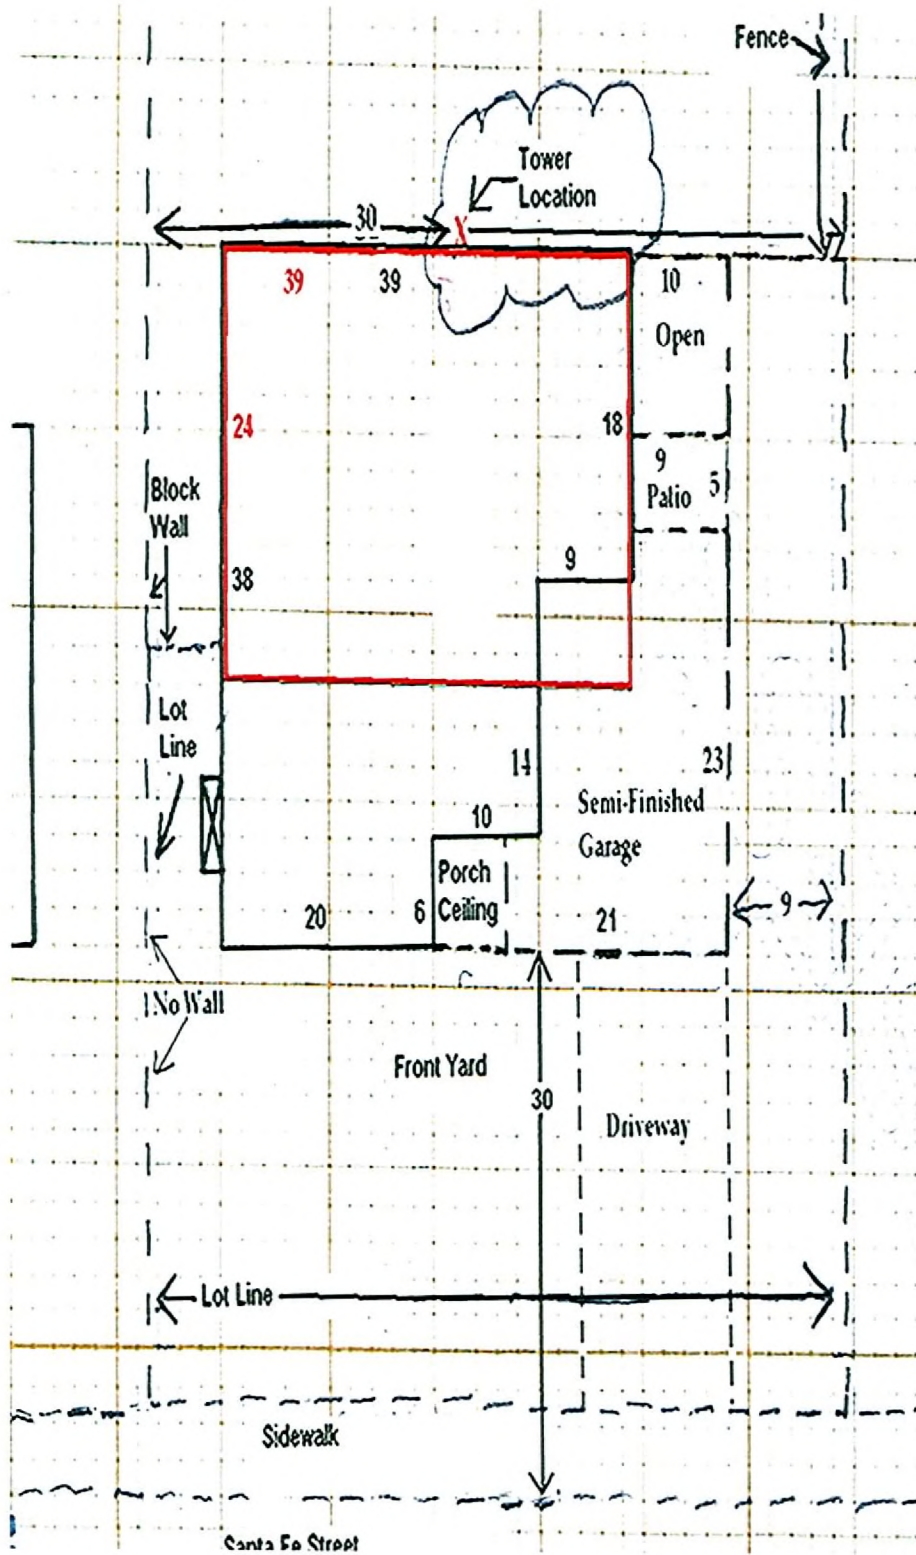 Fence
Tower
Location
30
X
39
39
10
Open
24
18
9
Patio
5
Block
Wall
9
38
Lot
Line
14
23
Semi-Finished
Garage
10
Porch
Ceiling
6
20
21
9
No Wall
Front Yard
30
Driveway
Lot Line
Sidewalk
Santa Fe Street